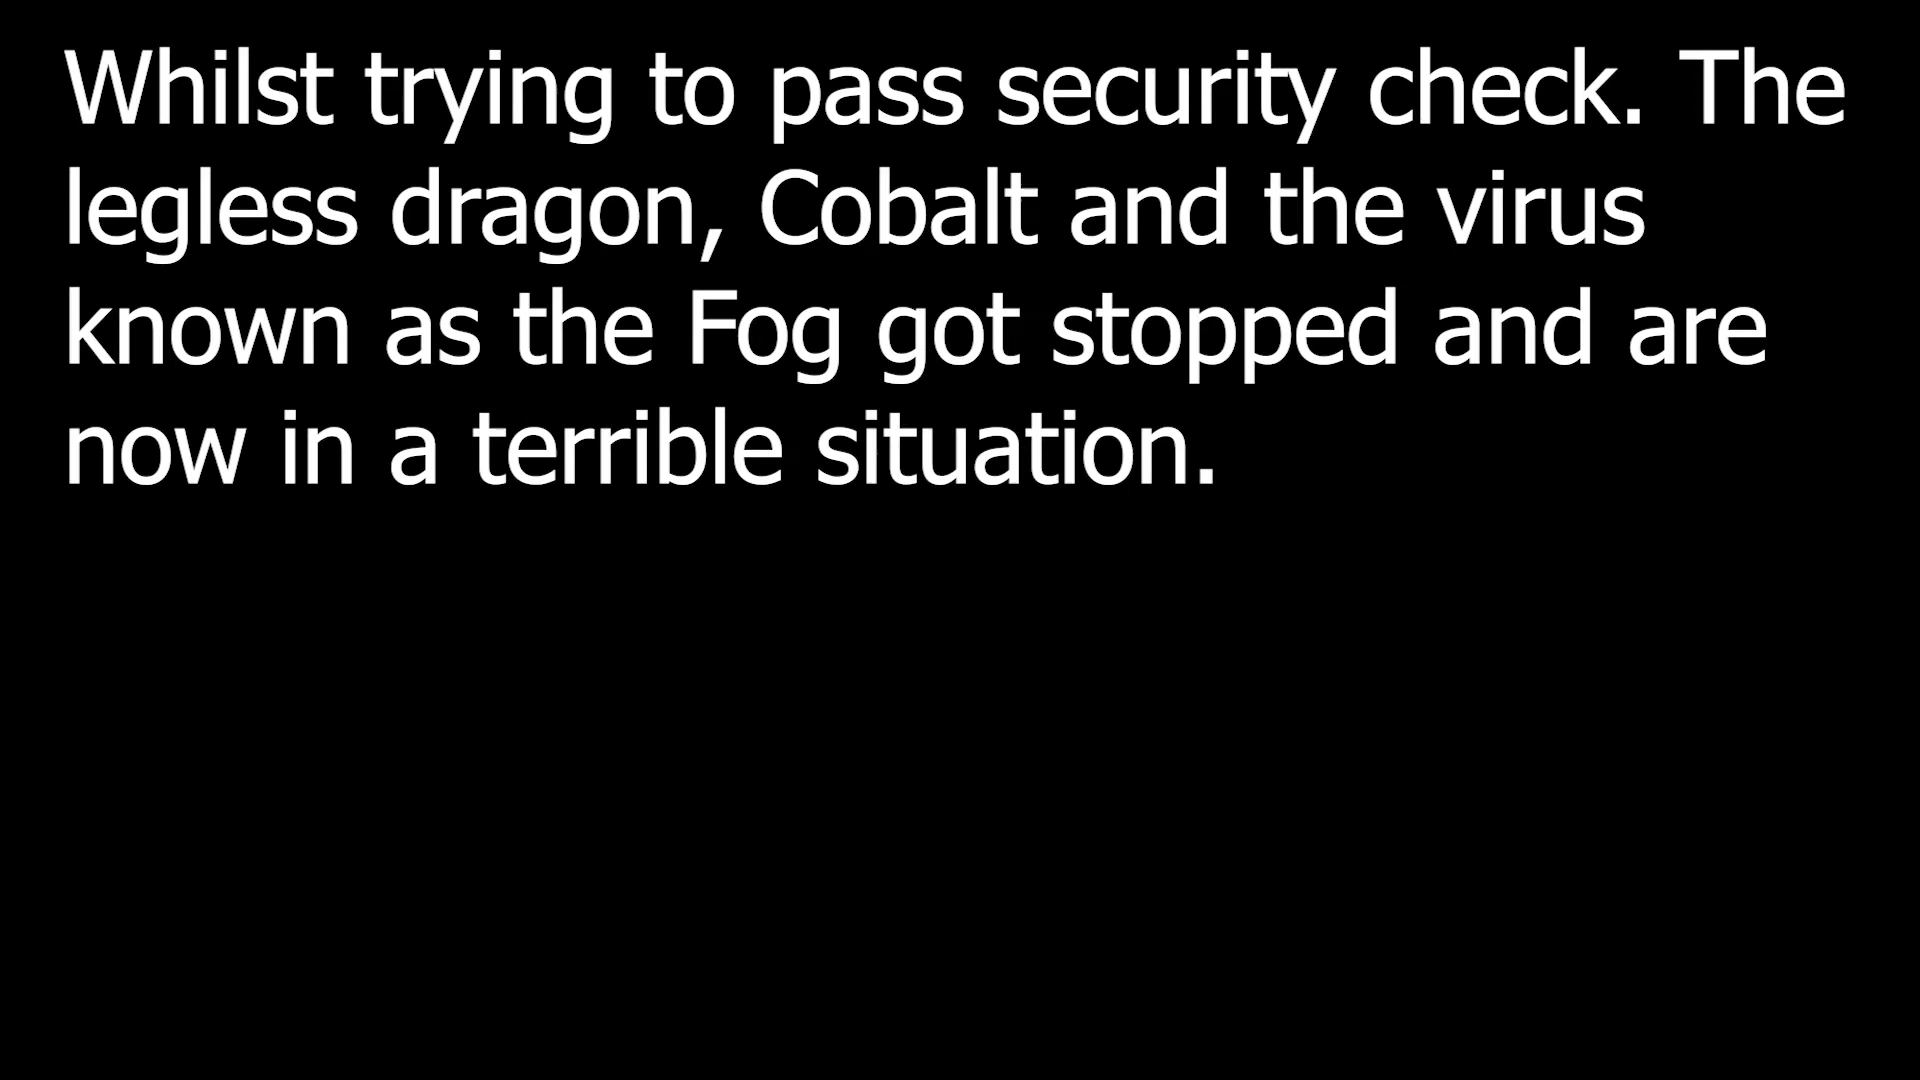 Whilst trying to pass security check. The
legless dragon, Cobalt and the virus
known as the Fog got stopped and are
now in a terrible situation.